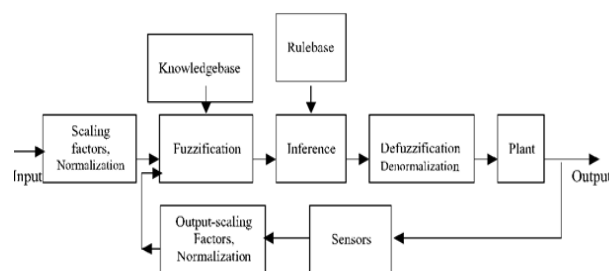 Rulebase
Knowledgebase
Scaling
factors,
Normalization
Fuzzification
Inference
Defuzzification
Denormalization
Plant
Input
Output
Output-scaling
Factors,
Normalization
Sensors